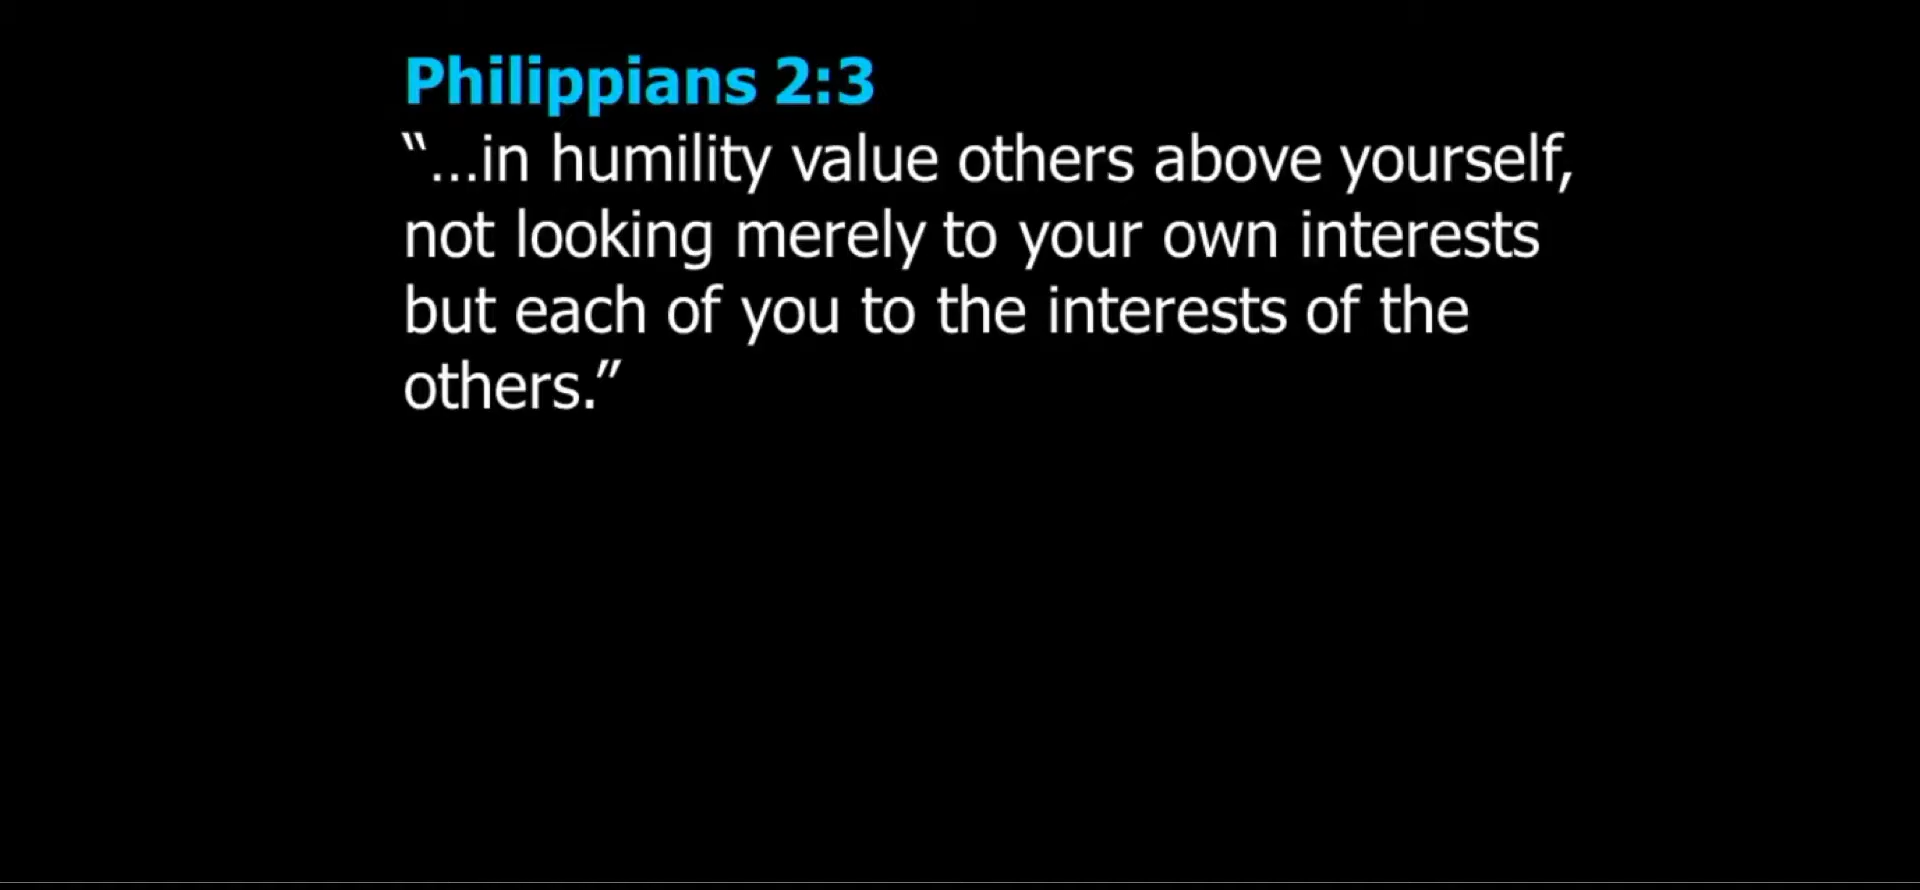 Philippians 2:3
“…in humility value others above yourself,
not looking merely to your own interests
but each of you to the interests of the
others.”